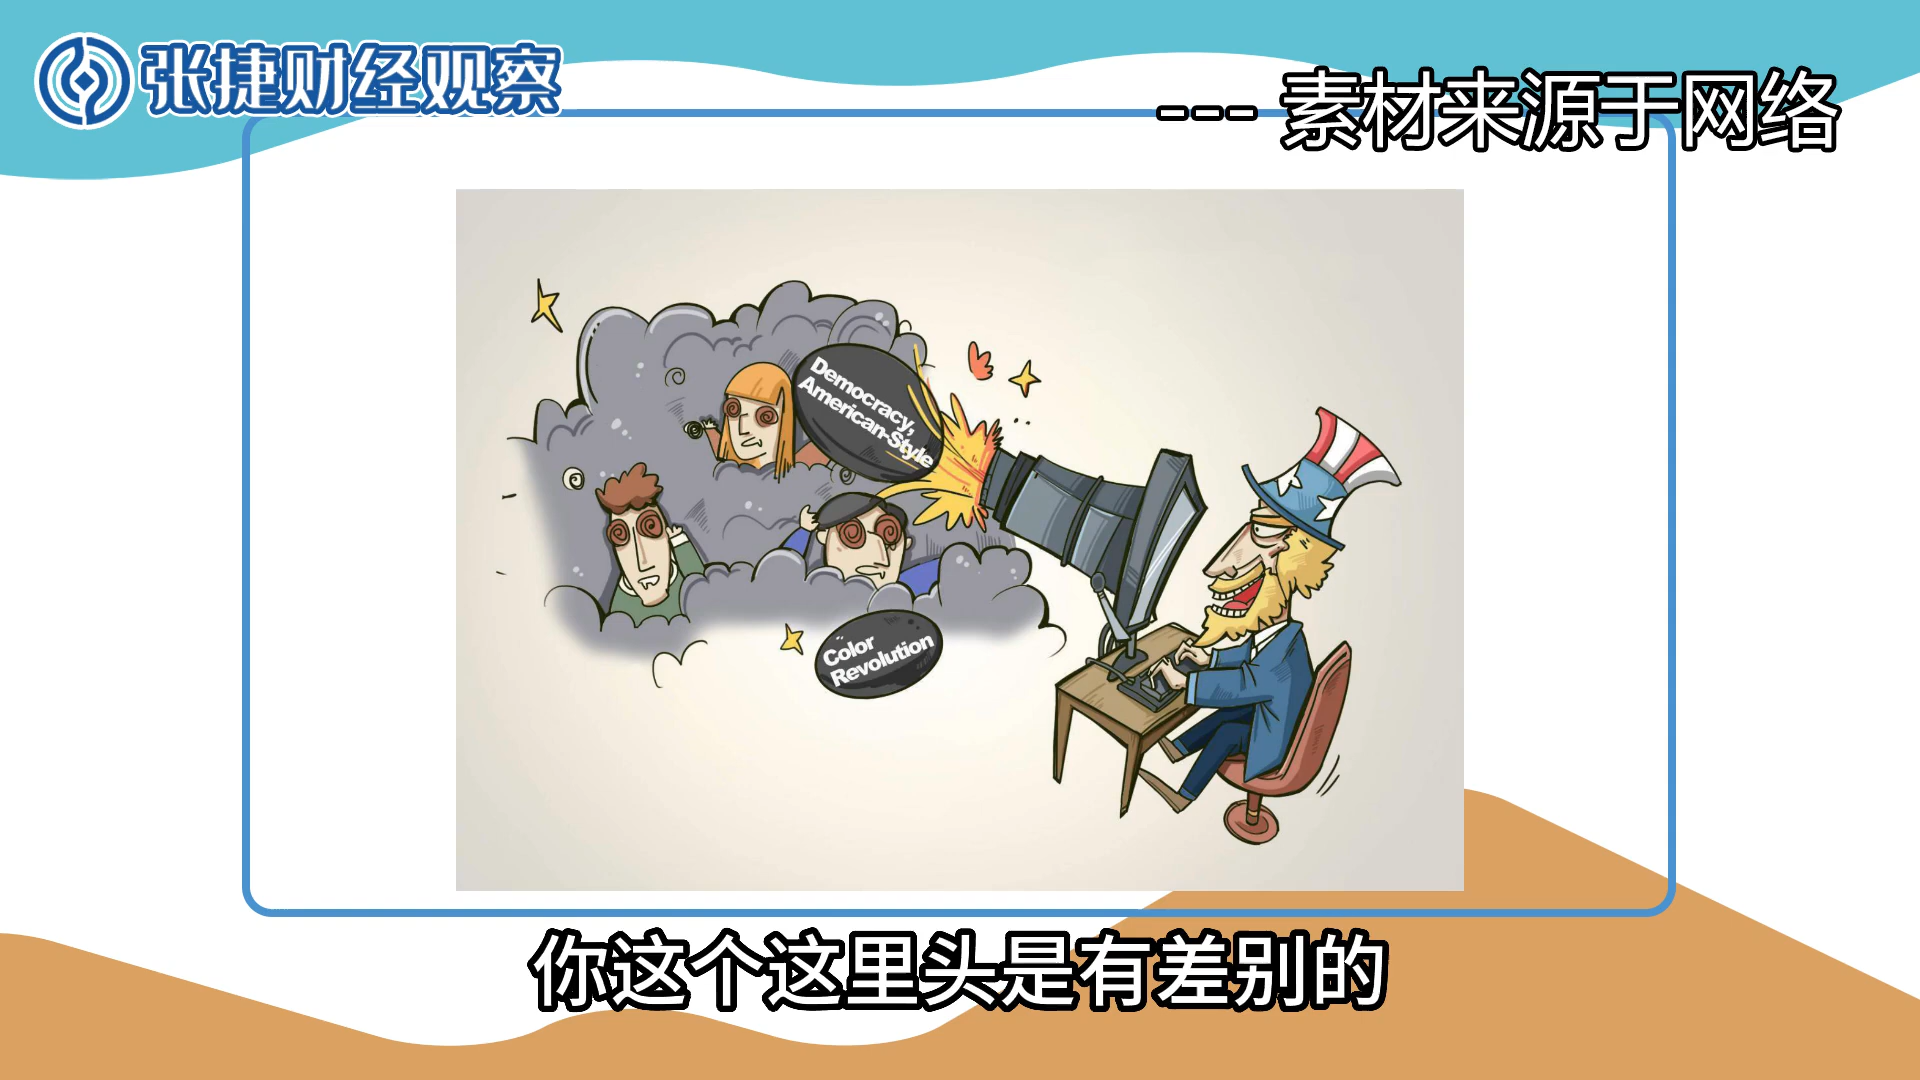 张捷财经观察
--- 素材来源于网络
Democracy,
American-Style
Color
Revolution
你这个这里头是有差别的